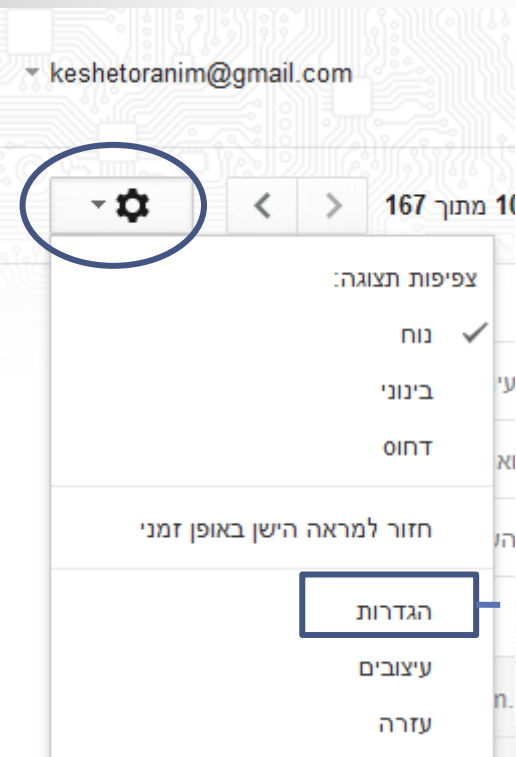 keshetoranim@gmail.com
מתוך 167
צפיפות תצוגה:
נוח
בינוני
דחוס
חזור למראה הישן באופן זמני
הגדרות
עיצובים
עזרה